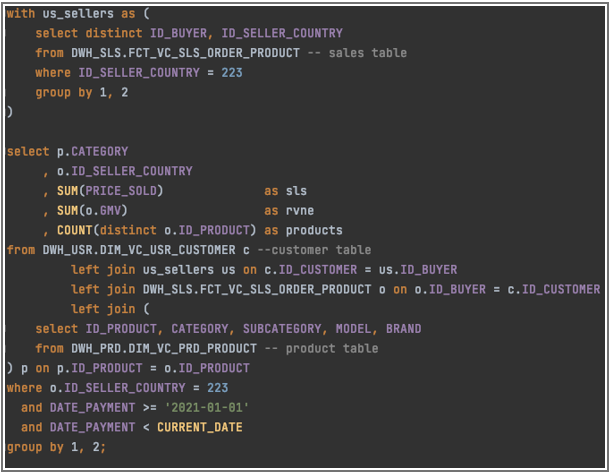 with us_sellers as (
    select distinct ID_BUYER, ID_SELLER_COUNTRY
    from DWH_SLS.FCT_VC_SLS_ORDER_PRODUCT -- sales table
    where ID_SELLER_COUNTRY = 223
    group by 1, 2
)

select p.CATEGORY
     , o.ID_SELLER_COUNTRY
     , SUM(PRICE_SOLD)              as sls
     , SUM(o.GMV)                   as rvne
     , COUNT(distinct o.ID_PRODUCT) as products
from DWH_USR.DIM_VC_USR_CUSTOMER c --customer table
         left join us_sellers us on c.ID_CUSTOMER = us.ID_BUYER
         left join DWH_SLS.FCT_VC_SLS_ORDER_PRODUCT o on o.ID_BUYER = c.ID_CUSTOMER
         left join (
    select ID_PRODUCT, CATEGORY, SUBCATEGORY, MODEL, BRAND
    from DWH_PRD.DIM_VC_PRD_PRODUCT -- product table
) p on p.ID_PRODUCT = o.ID_PRODUCT
where o.ID_SELLER_COUNTRY = 223
  and DATE_PAYMENT >= '2021-01-01'
  and DATE_PAYMENT < CURRENT_DATE
group by 1, 2;